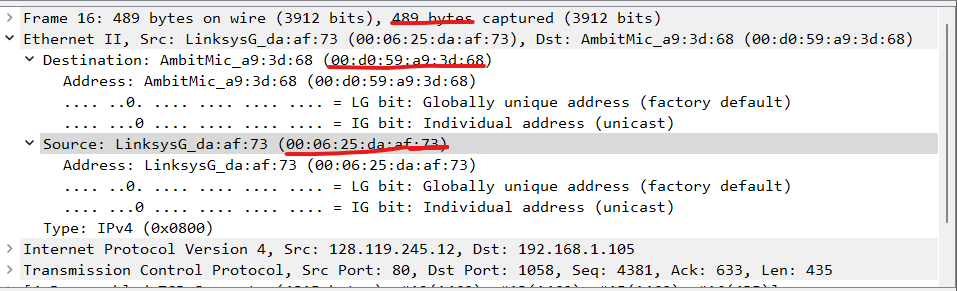 Frame 16: 489 bytes on wire (3912 bits), 489 bytes captured (3912 bits)
Ethernet II, Src: LinksysG_da:af:73 (00:06:25:da:af:73), Dst: AmbitMic_a9:3d:68 (00:d0:59:a9:3d:68)
Destination: AmbitMic_a9:3d:68 (00:d0:59:a9:3d:68)
Address: AmbitMic_a9:3d:68 (00:d0:59:a9:3d:68)
.... ..0. .... .... .... .... = LG bit: Globally unique address (factory default)
.... ...0 .... .... .... .... = IG bit: Individual address (unicast)
Source: LinksysG_da:af:73 (00:06:25:da:af:73)
Address: LinksysG_da:af:73 (00:06:25:da:af:73)
.... ..0. .... .... .... .... = LG bit: Globally unique address (factory default)
.... ...0 .... .... .... .... = IG bit: Individual address (unicast)
Type: IPv4 (0x0800)
Internet Protocol Version 4, Src: 128.119.245.12, Dst: 192.168.1.105
Transmission Control Protocol, Src Port: 80, Dst Port: 1058, Seq: 4381, Ack: 633, Len: 435